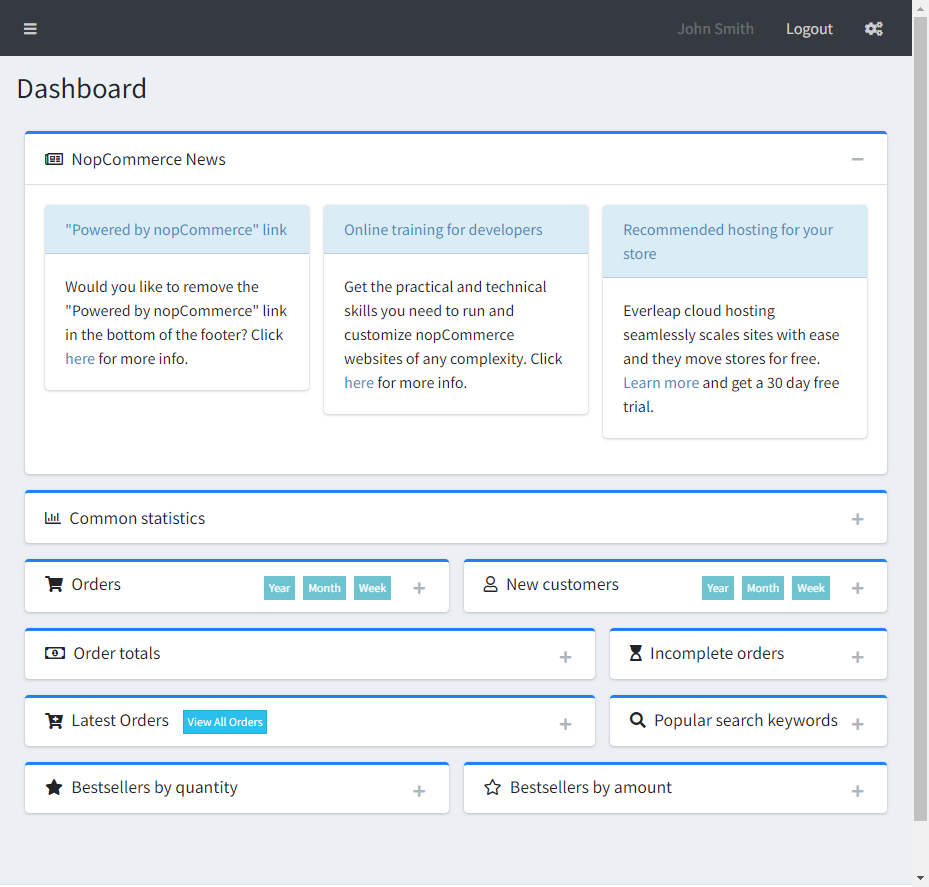 John Smith Logout
Dashboard
NopCommerce News
"Powered by nopCommerce" link
Would you like to remove the
"Powered by nopCommerce" link
in the bottom of the footer? Click
here for more info.
Online training for developers
Get the practical and technical
skills you need to run and
customize nopCommerce
websites of any complexity. Click
here for more info.
Recommended hosting for your
store
Everleap cloud hosting
seamlessly scales sites with ease
and they move stores for free.
Learn more and get a 30 day free
trial.
Common statistics
Orders Year Month Week
New customers Year Month Week
Order totals
Incomplete orders
Latest Orders View All Orders
Popular search keywords
Bestsellers by quantity
Bestsellers by amount